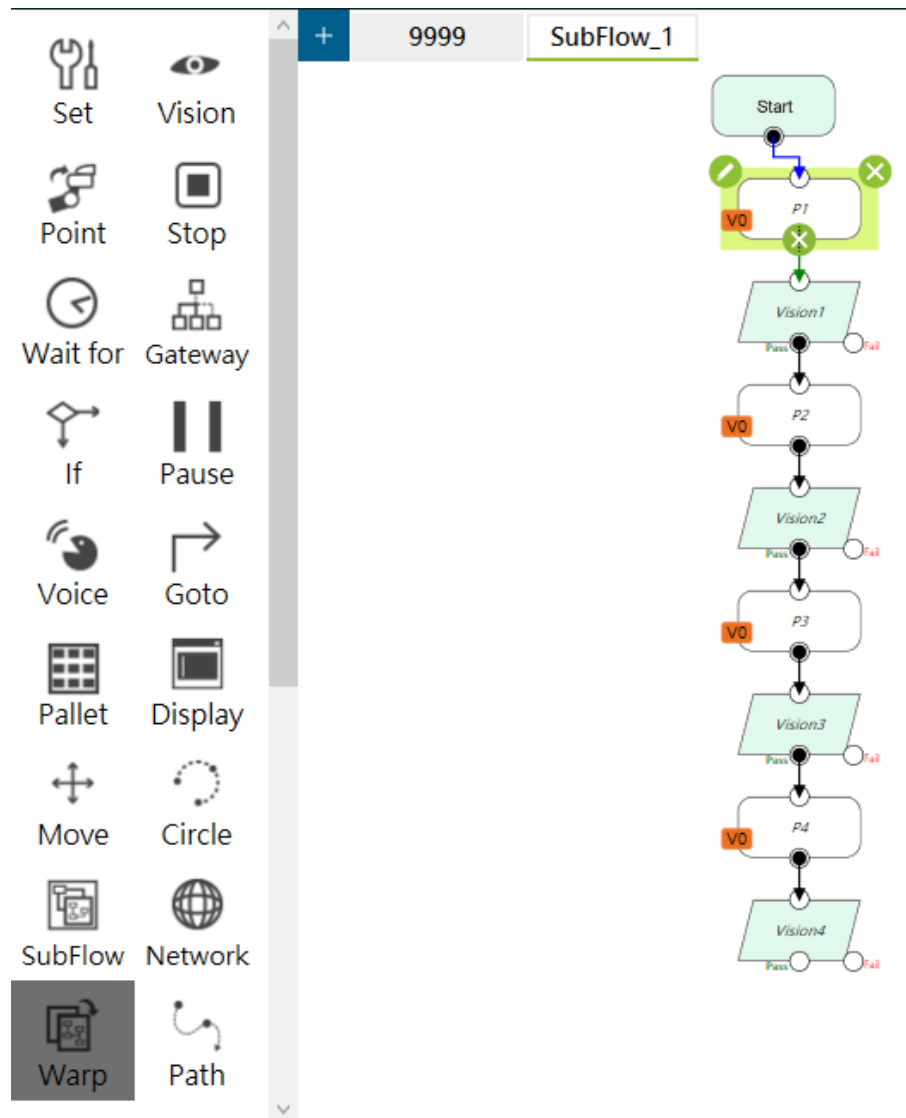 + 9999 SubFlow_1
Set Vision
Point Stop
Wait for Gateway
If Pause
Voice Goto
Pallet Display
Move Circle
SubFlow Network
Warp Path
Start
P1
V0
Vision1
Pass Fail
P2
V0
Vision2
Pass Fail
P3
V0
Vision3
Pass Fail
P4
V0
Vision4
Pass Fail